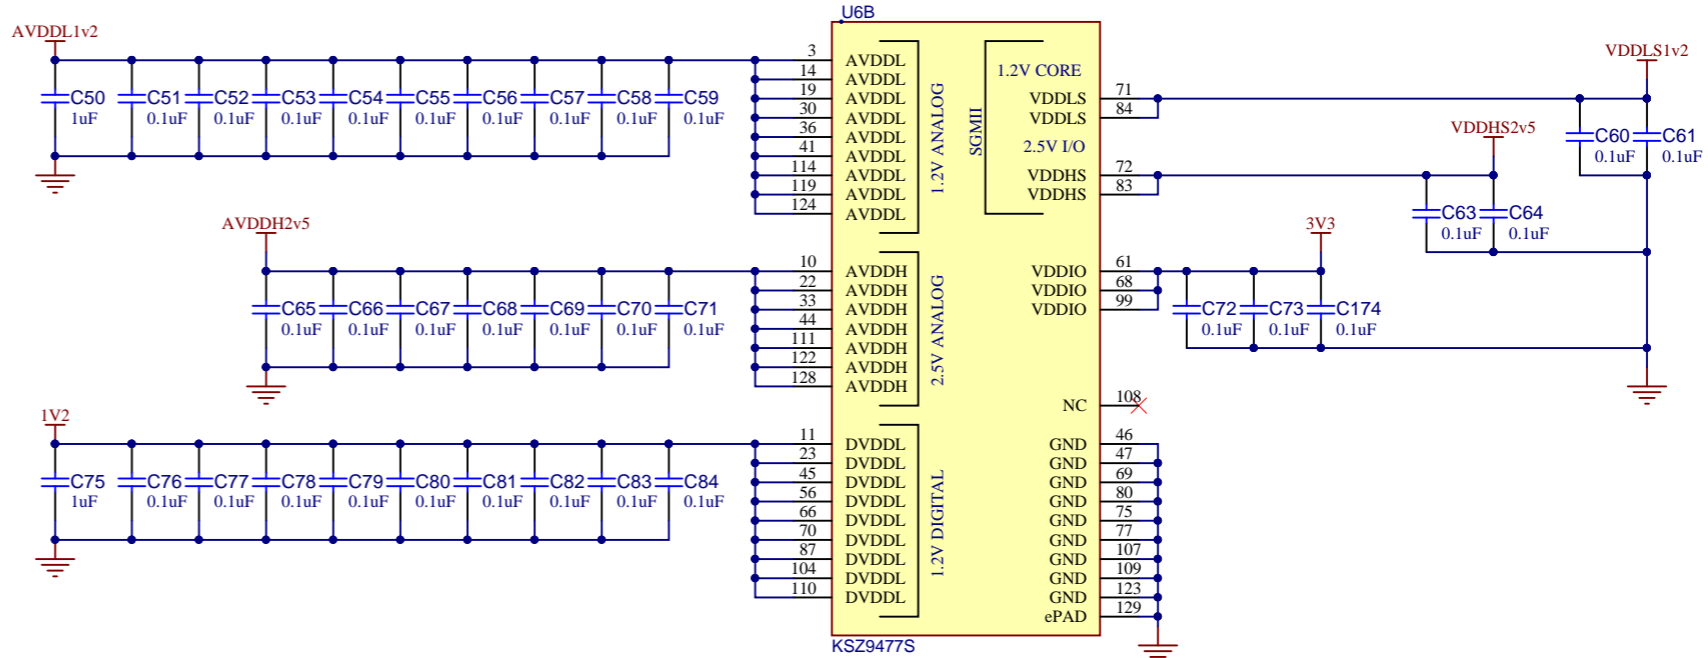 U6B
AVDDL1v2
C50
1uF
C51
0.1uF
C52
0.1uF
C53
0.1uF
C54
0.1uF
C55
0.1uF
C56
0.1uF
C57
0.1uF
C58
0.1uF
C59
0.1uF
3 AVDDL
14 AVDDL
19 AVDDL
30 AVDDL
36 AVDDL
41 AVDDL
114 AVDDL
119 AVDDL
124 AVDDL
1.2V ANALOG
SGMII
1.2V CORE
VDDLS 71
VDDLS 84
2.5V I/O
VDDHS 72
VDDHS 83
VDDLS1v2
C60
0.1uF
C61
0.1uF
VDDHS2v5
C63
0.1uF
C64
0.1uF
AVDDH2v5
C65
0.1uF
C66
0.1uF
C67
0.1uF
C68
0.1uF
C69
0.1uF
C70
0.1uF
C71
0.1uF
10 AVDDH
22 AVDDH
33 AVDDH
44 AVDDH
111 AVDDH
122 AVDDH
128 AVDDH
2.5V ANALOG
3V3
VDDIO 61
VDDIO 68
VDDIO 99
C72
0.1uF
C73
0.1uF
C174
0.1uF
NC 108
1V2
C75
1uF
C76
0.1uF
C77
0.1uF
C78
0.1uF
C79
0.1uF
C80
0.1uF
C81
0.1uF
C82
0.1uF
C83
0.1uF
C84
0.1uF
11 DVDDL
23 DVDDL
45 DVDDL
56 DVDDL
66 DVDDL
70 DVDDL
87 DVDDL
104 DVDDL
110 DVDDL
1.2V DIGITAL
GND 46
GND 47
GND 69
GND 80
GND 75
GND 77
GND 107
GND 109
GND 123
ePAD 129
KSZ9477S